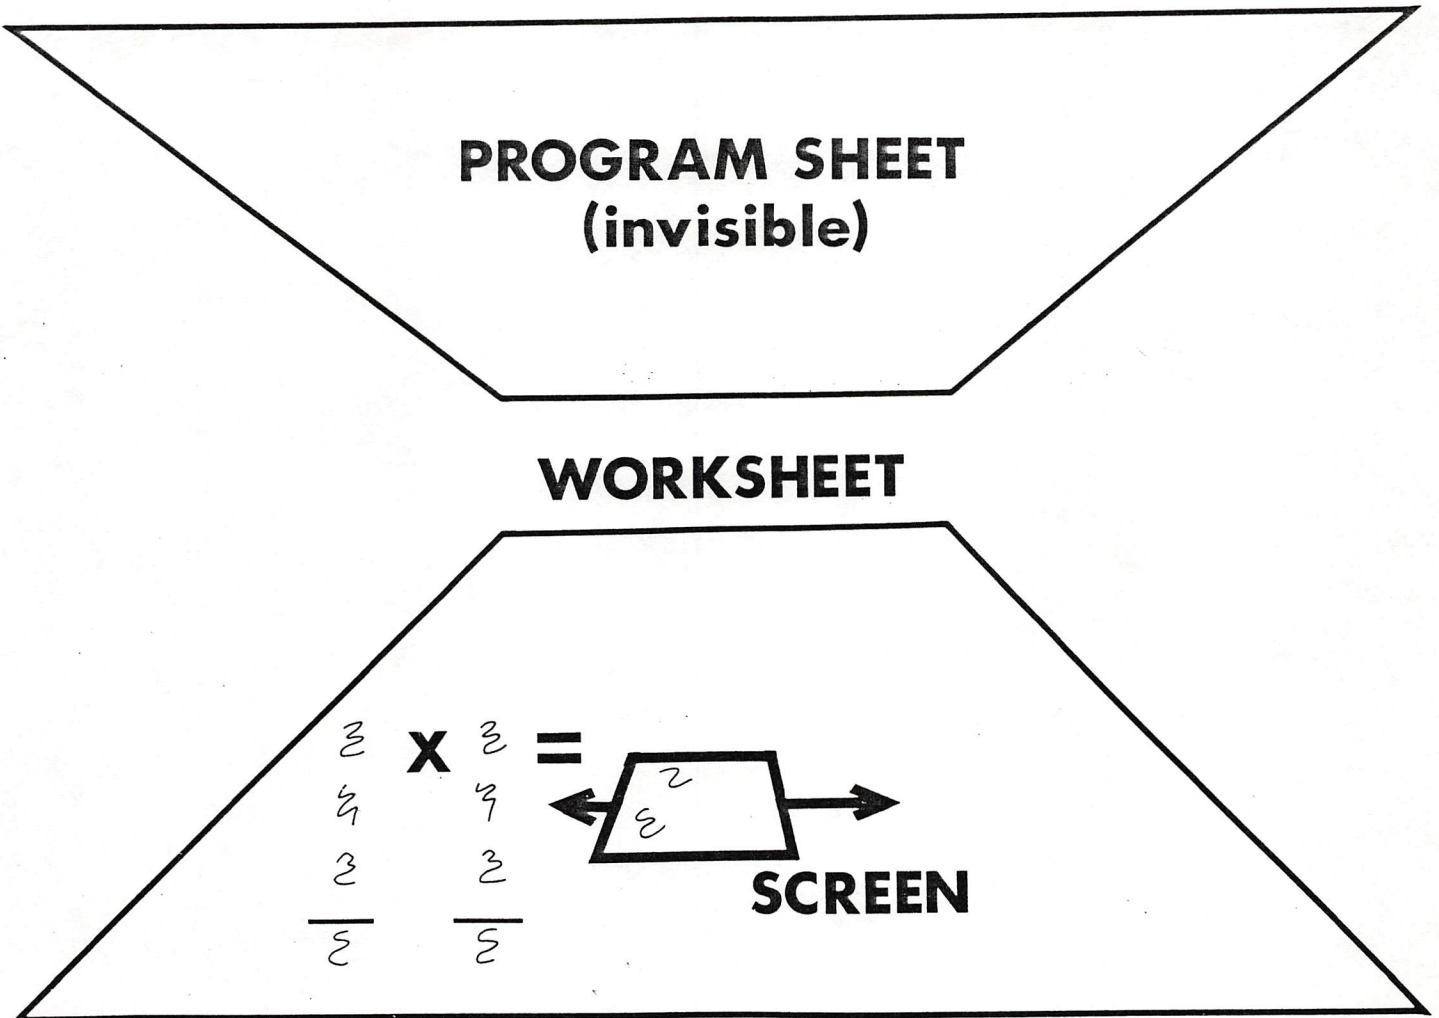 PROGRAM SHEET
(invisible)
WORKSHEET
x =
SCREEN